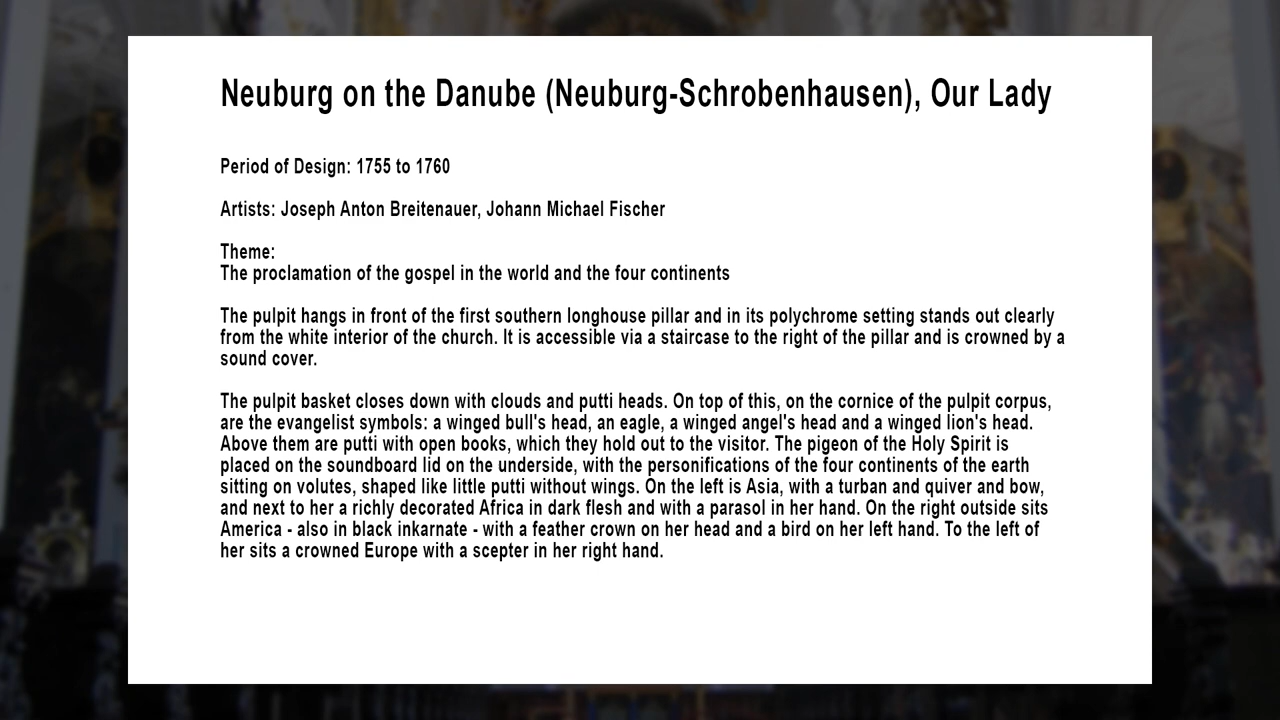 Neuburg on the Danube (Neuburg-Schrobenhausen), Our Lady
Period of Design: 1755 to 1760
Artists: Joseph Anton Breitenauer, Johann Michael Fischer
Theme:
The proclamation of the gospel in the world and the four continents
The pulpit hangs in front of the first southern longhouse pillar and in its polychrome setting stands out clearly
from the white interior of the church. It is accessible via a staircase to the right of the pillar and is crowned by a
sound cover.
The pulpit basket closes down with clouds and putti heads. On top of this, on the cornice of the pulpit corpus,
are the evangelist symbols: a winged bull's head, an eagle, a winged angel's head and a winged lion's head.
Above them are putti with open books, which they hold out to the visitor. The pigeon of the Holy Spirit is
placed on the soundboard lid on the underside, with the personifications of the four continents of the earth
sitting on volutes, shaped like little putti without wings. On the left is Asia, with a turban and quiver and bow,
and next to her a richly decorated Africa in dark flesh and with a parasol in her hand. On the right outside sits
America - also in black inkarnate - with a feather crown on her head and a bird on her left hand. To the left of
her sits a crowned Europe with a scepter in her right hand.